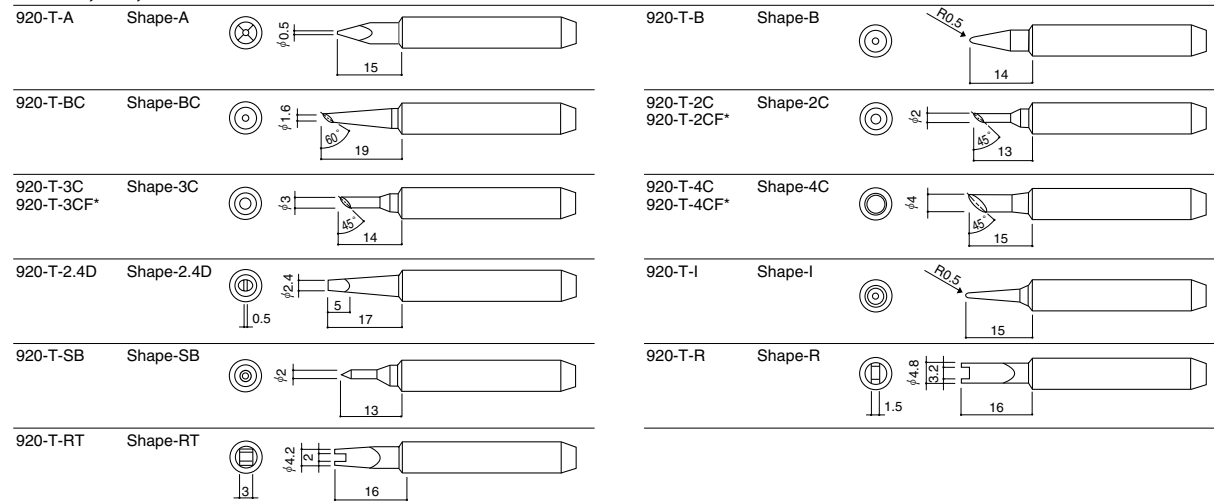 920-T-A Shape-A
ϕ0.5
15
920-T-B Shape-B
R0.5
14
920-T-BC Shape-BC
ϕ1.6
60°
19
920-T-2C Shape-2C
920-T-2CF*
ϕ2
45°
13
920-T-3C Shape-3C
920-T-3CF*
ϕ3
45°
14
920-T-4C Shape-4C
920-T-4CF*
ϕ4
45°
15
920-T-2.4D Shape-2.4D
0.5
ϕ2.4
5
17
920-T-I Shape-I
R0.5
15
920-T-SB Shape-SB
ϕ2
13
920-T-R Shape-R
1.5
ϕ4.8
3.2
16
920-T-RT Shape-RT
3
ϕ4.2
2
16